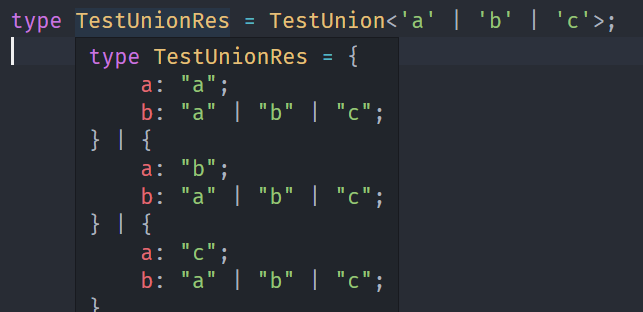 type TestUnionRes = TestUnion<'a' | 'b' | 'c'>;
type TestUnionRes = {
    a: "a";
    b: "a" | "b" | "c";
} | {
    a: "b";
    b: "a" | "b" | "c";
} | {
    a: "c";
    b: "a" | "b" | "c";
}